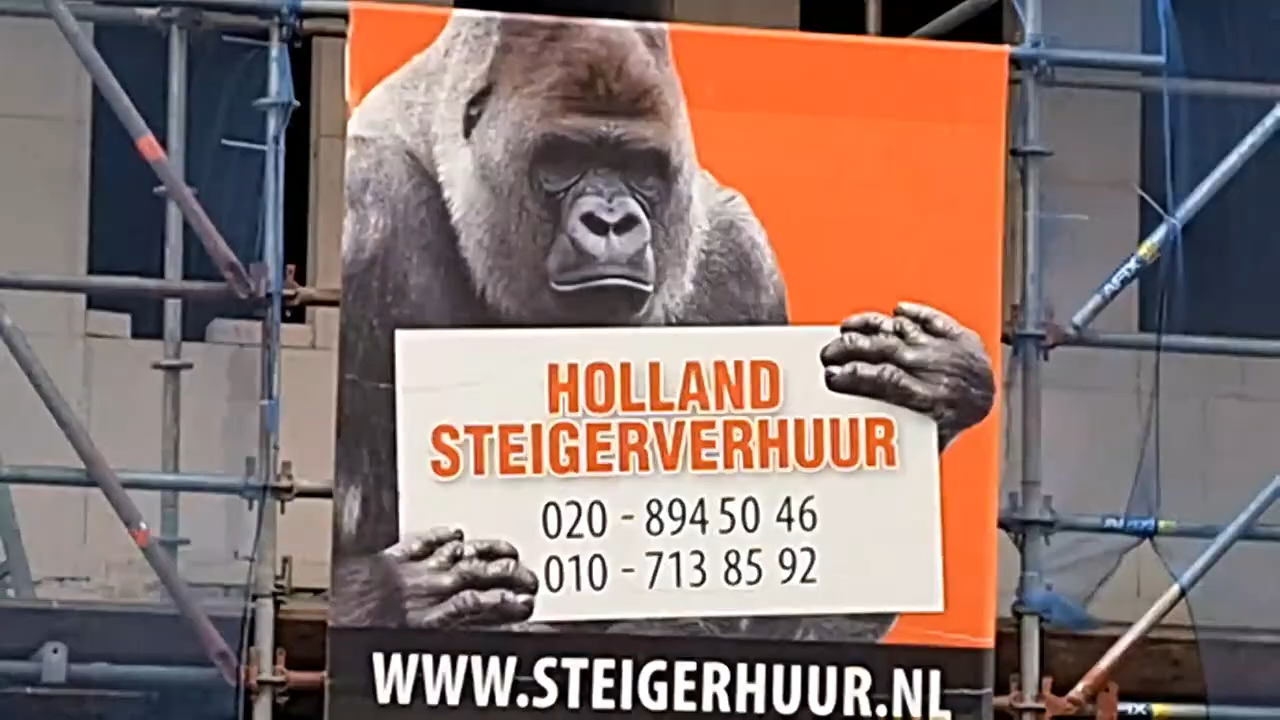 HOLLAND
STEIGERVERHUUR
020 - 894 50 46
010 - 713 85 92
WWW.STEIGERHUUR.NL